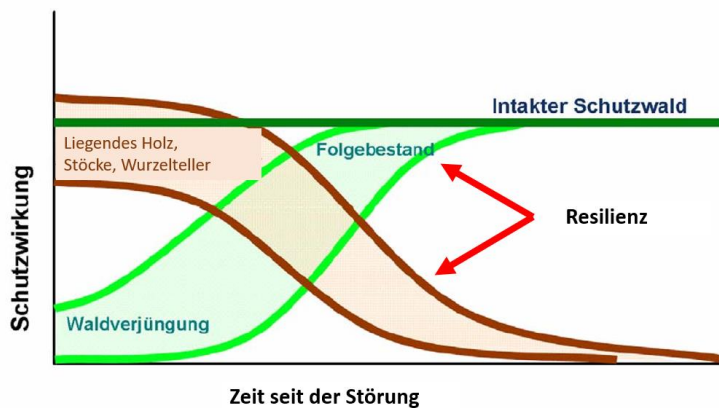 Intakter Schutzwald
Liegendes Holz,
Stöcke, Wurzelteller
Folgebestand
Resilienz
Waldverjüngung
Schutzwirkung
Zeit seit der Störung